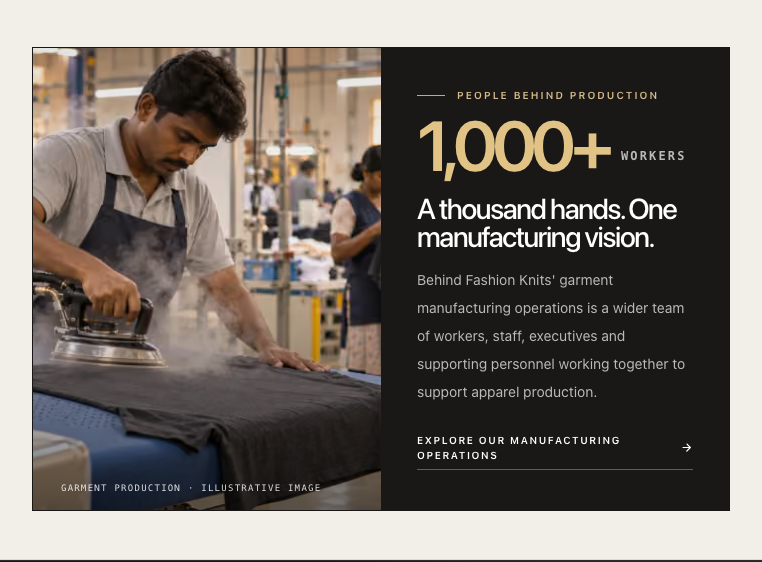 PEOPLE BEHIND PRODUCTION
1,000+ WORKERS
A thousand hands. One
manufacturing vision.
Behind Fashion Knits' garment
manufacturing operations is a wider team
of workers, staff, executives and
supporting personnel working together to
support apparel production.
EXPLORE OUR MANUFACTURING
OPERATIONS →
GARMENT PRODUCTION · ILLUSTRATIVE IMAGE